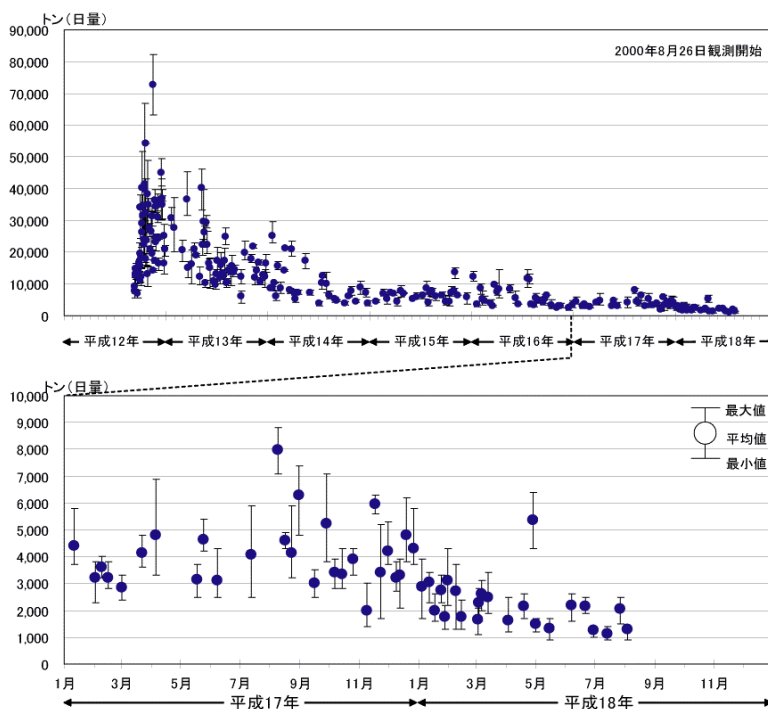 トン(日量)
90,000
2000年8月26日観測開始
80,000
70,000
60,000
50,000
40,000
30,000
20,000
10,000
0
平成12年 平成13年 平成14年 平成15年 平成16年 平成17年 平成18年
トン(日量)
10,000
最大値
9,000
平均値
最小値
8,000
7,000
6,000
5,000
4,000
3,000
2,000
1,000
0
1月 3月 5月 7月 9月 11月 1月 3月 5月 7月 9月 11月
平成17年 平成18年